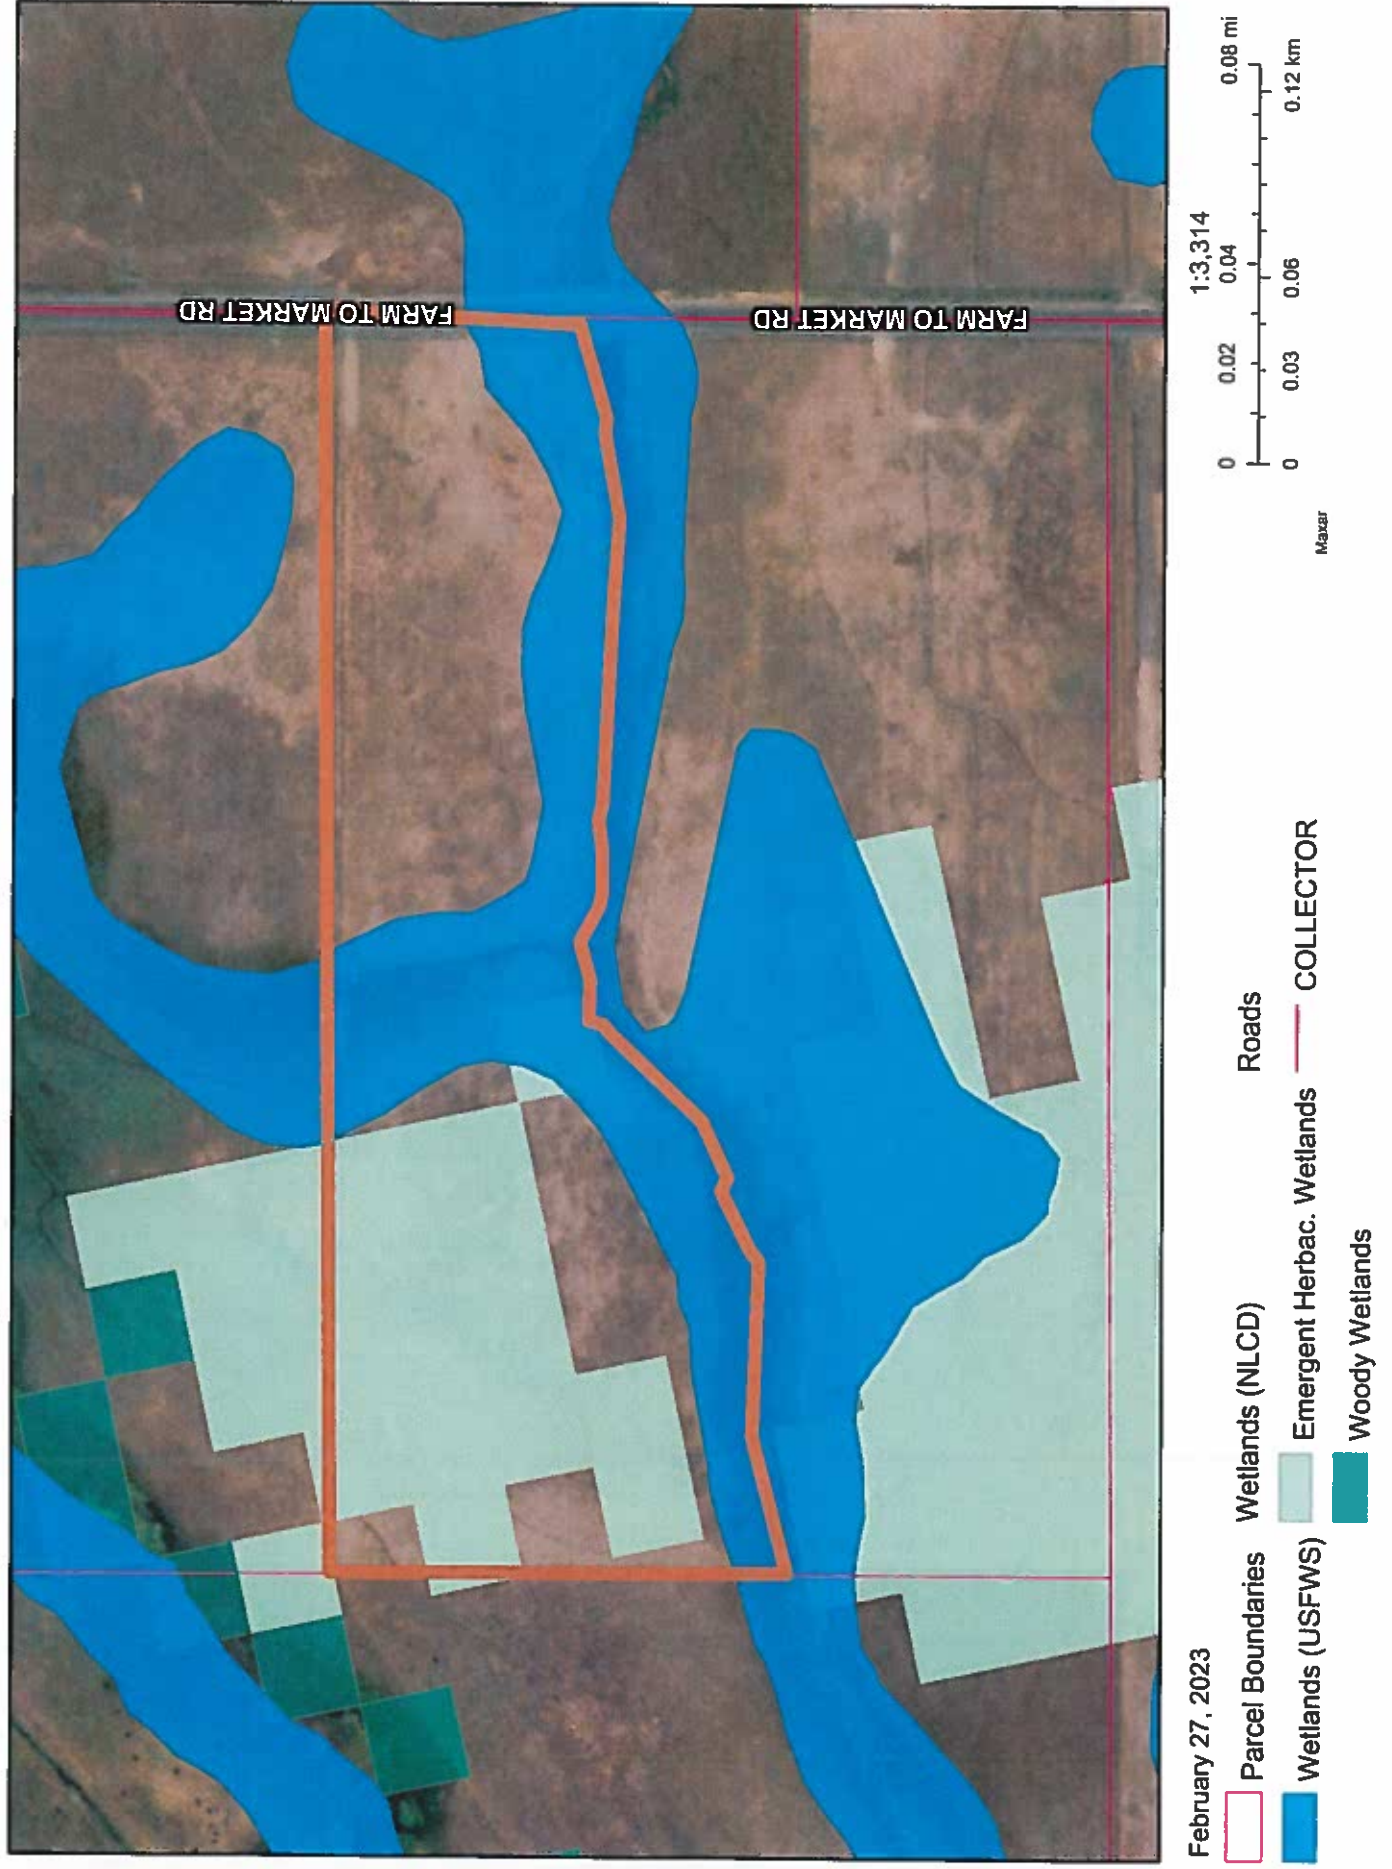 FARM TO MARKET RD
FARM TO MARKET RD
February 27, 2023
1:3,314
Parcel Boundaries
Wetlands (USFWS)
Wetlands (NLCD)
Emergent Herbac. Wetlands
Woody Wetlands
Roads
COLLECTOR
0 0.02 0.04 0.08 mi
0 0.03 0.06 0.12 km
Maxar